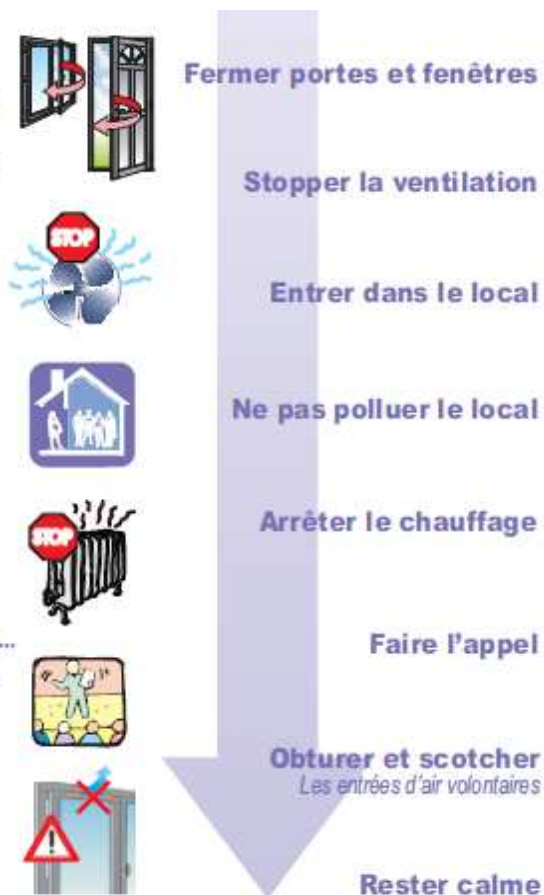 Fermer portes et fenêtres
Stopper la ventilation
STOP
Entrer dans le local
Ne pas polluer le local
Arrêter le chauffage
STOP
Faire l'appel
...
Obturer et scotcher
Les entrées d'air volontaires
Rester calme